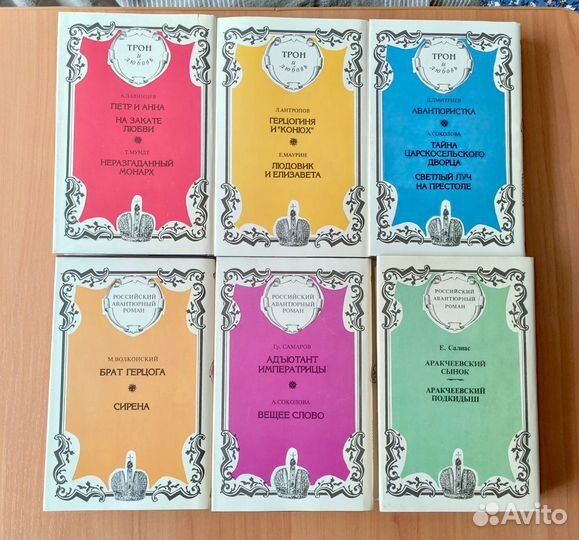 ТРОН
и
любовь
А.ЛАВИНЦЕВ
ПЕТР И АННА
НА ЗАКАТЕ
ЛЮБВИ
Т.МУНДТ
НЕРАЗГАДАННЫЙ
МОНАРХ
ТРОН
и
любовь
Л.АНТРОПОВ
ГЕРЦОГИНЯ
И "КОНЮХ"
Е.МАУРИН
ЛЮДОВИК
И ЕЛИЗАВЕТА
ТРОН
и
любовь
Д.ДМИТРИЕВ
АВАНТЮРИСТКА
А.СОКОЛОВА
ТАЙНА
ЦАРСКОСЕЛЬСКОГО
ДВОРЦА
СВЕТЛЫЙ ЛУЧ
НА ПРЕСТОЛЕ
РОССИЙСКИЙ
АВАНТЮРНЫЙ
РОМАН
М.ВОЛКОНСКИЙ
БРАТ ГЕРЦОГА
СИРЕНА
РОССИЙСКИЙ
АВАНТЮРНЫЙ
РОМАН
Гр. САМАРОВ
АДЪЮТАНТ
ИМПЕРАТРИЦЫ
А.СОКОЛОВА
ВЕЩЕЕ СЛОВО
РОССИЙСКИЙ
АВАНТЮРНЫЙ
РОМАН
Е. Салиас
АРАКЧЕЕВСКИЙ
СЫНОК
АРАКЧЕЕВСКИЙ
ПОДКИДЫШ
Avito